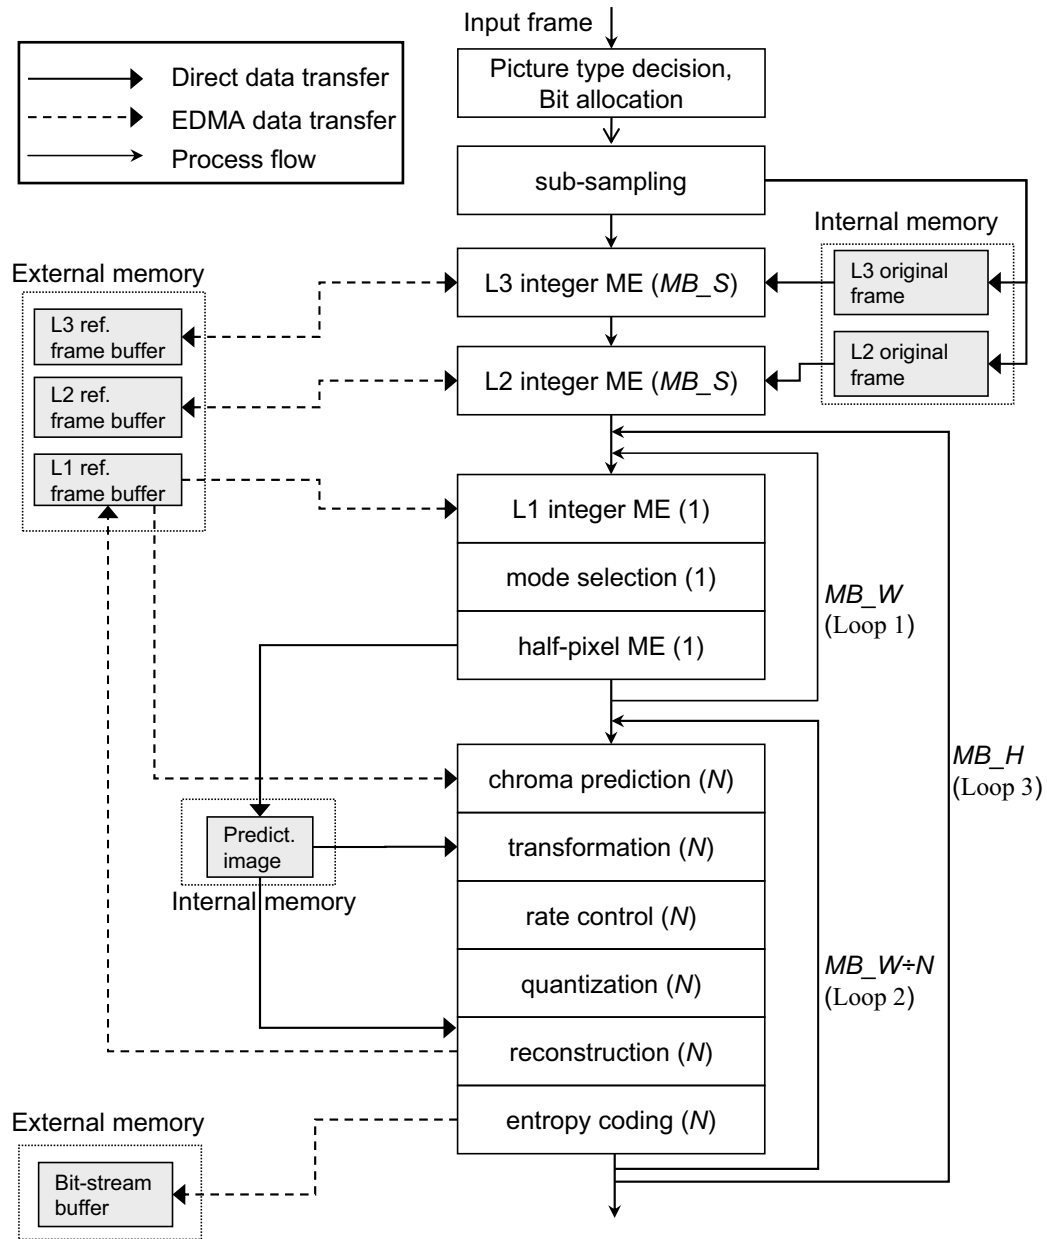 Input frame
Direct data transfer
EDMA data transfer
Process flow
Picture type decision,
Bit allocation
sub-sampling
Internal memory
External memory
L3 integer ME (MB_S)
L3 original
frame
L3 ref.
frame buffer
L2 integer ME (MB_S)
L2 original
frame
L2 ref.
frame buffer
L1 ref.
frame buffer
L1 integer ME (1)
mode selection (1)
half-pixel ME (1)
MB_W
(Loop 1)
chroma prediction (N)
MB_H
(Loop 3)
Predict.
image
Internal memory
transformation (N)
rate control (N)
quantization (N)
MB_W÷N
(Loop 2)
reconstruction (N)
entropy coding (N)
External memory
Bit-stream
buffer